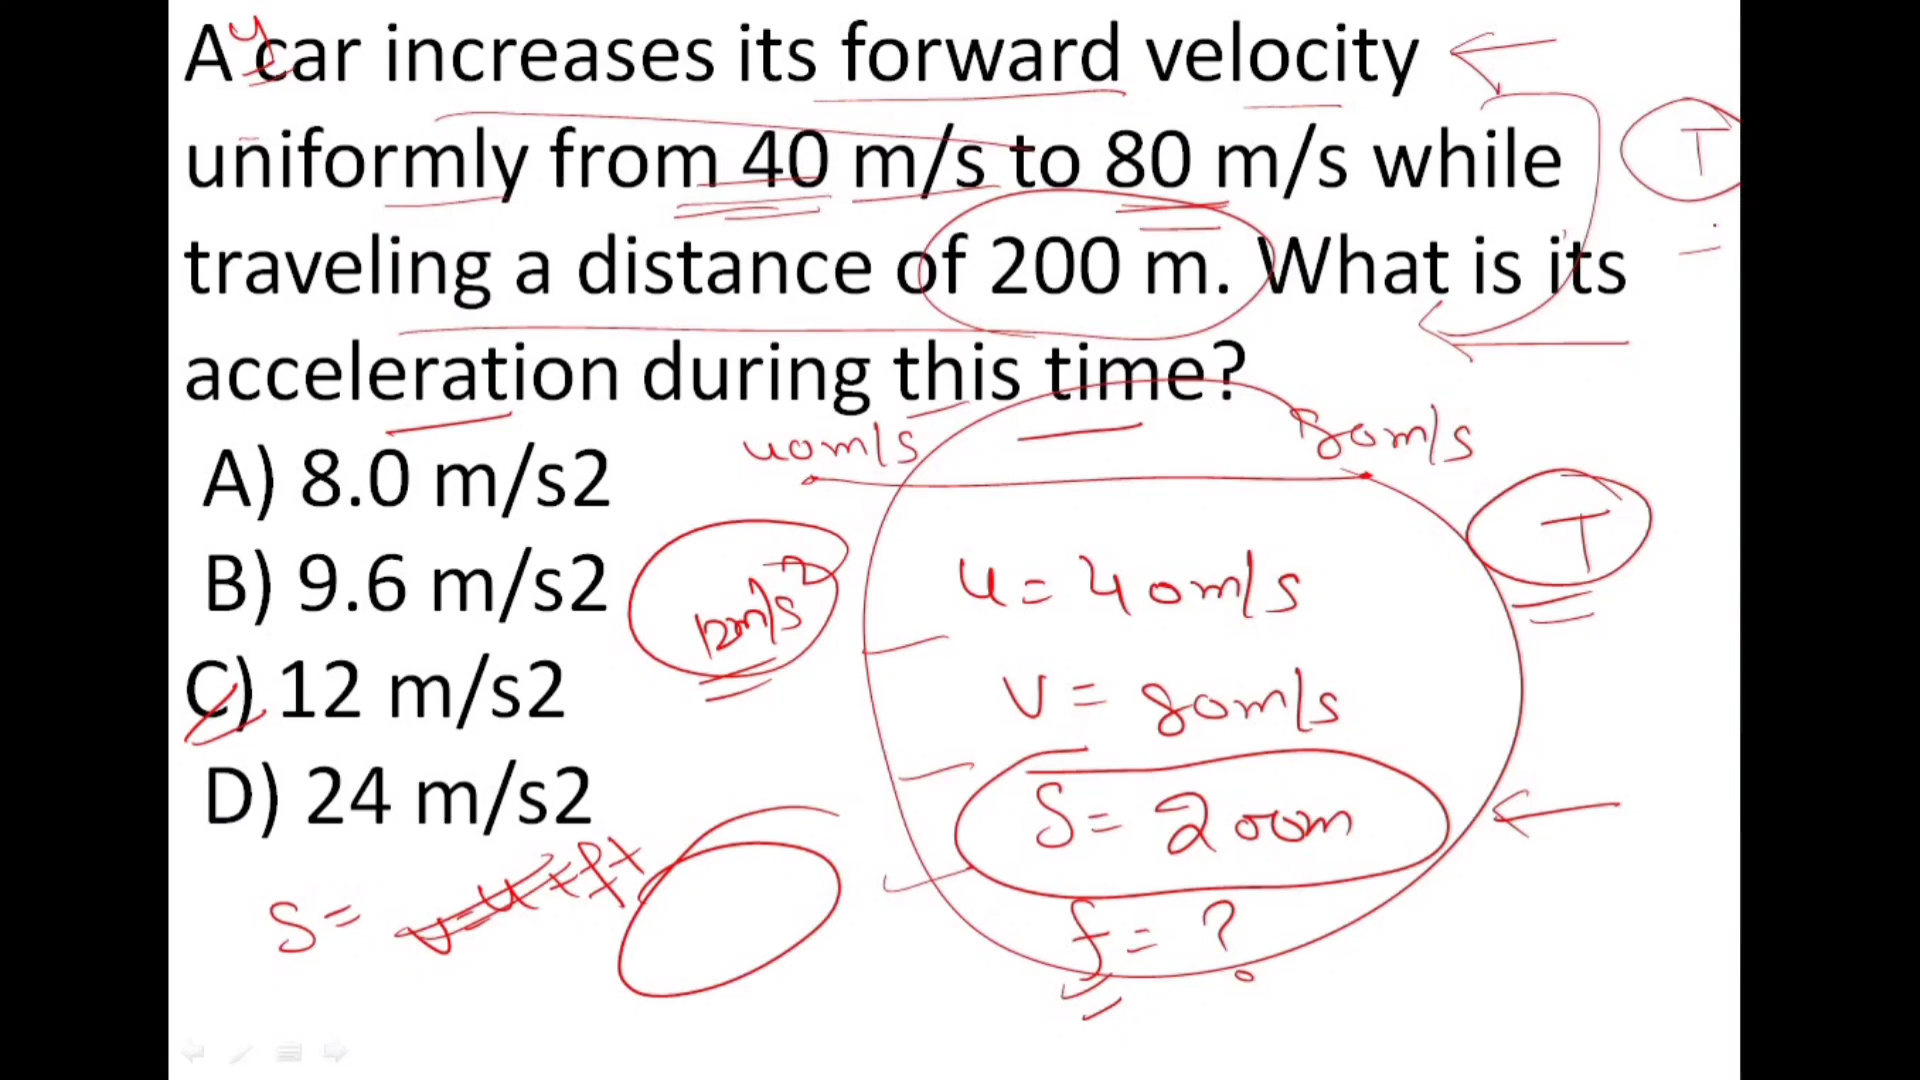 A car increases its forward velocity
uniformly from 40 m/s to 80 m/s while
traveling a distance of 200 m. What is its
acceleration during this time?
A) 8.0 m/s2
B) 9.6 m/s2
C) 12 m/s2
D) 24 m/s2
40m/s 80m/s
T
T
12m/s²
u = 40m/s
v = 80m/s
S = 200m
f = ?
S = v=u+ft